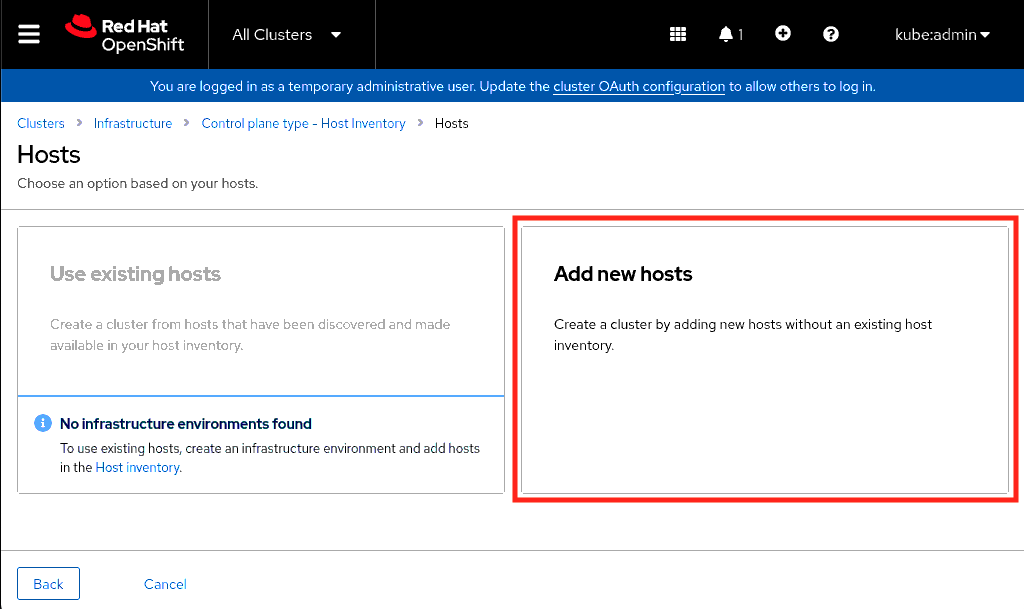 Red Hat
OpenShift
All Clusters
1
kube:admin
You are logged in as a temporary administrative user. Update the cluster OAuth configuration to allow others to log in.
Clusters > Infrastructure > Control plane type - Host Inventory > Hosts
Hosts
Choose an option based on your hosts.
Use existing hosts
Create a cluster from hosts that have been discovered and made
available in your host inventory.
No infrastructure environments found
To use existing hosts, create an infrastructure environment and add hosts
in the Host inventory.
Add new hosts
Create a cluster by adding new hosts without an existing host
inventory.
Back
Cancel